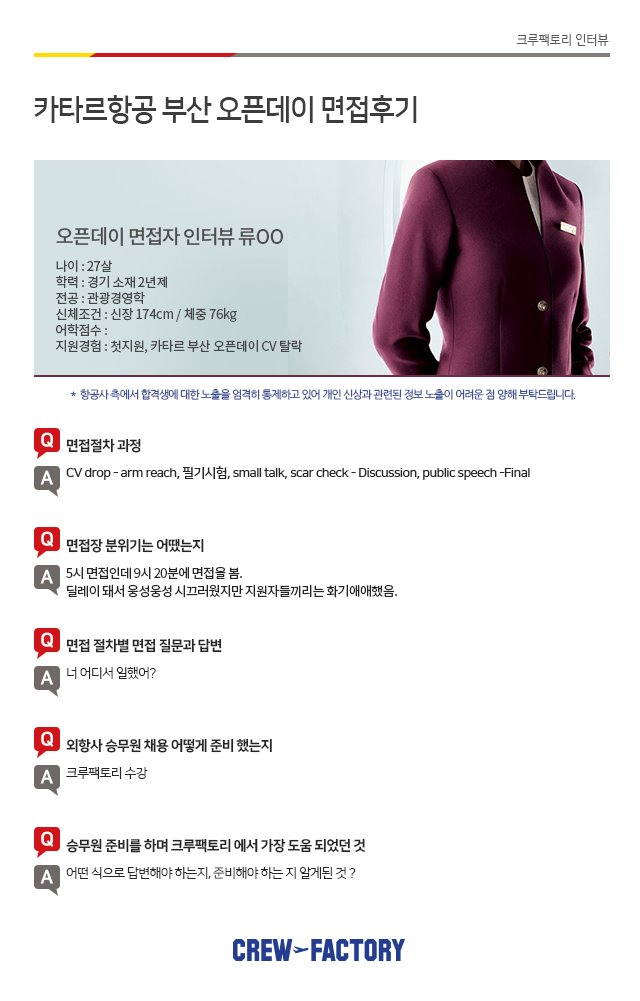 크루팩토리 인터뷰
카타르항공 부산 오픈데이 면접후기
오픈데이 면접자 인터뷰 류OO
나이 : 27살
학력 : 경기 소재 2년제
전공 : 관광경영학
신체조건 : 신장 174cm / 체중 76kg
어학점수 :
지원경험 : 첫지원, 카타르 부산 오픈데이 CV 탈락
* 항공사 측에서 합격생에 대한 노출을 엄격히 통제하고 있어 개인 신상과 관련된 정보 노출이 어려운 점 양해 부탁드립니다.
Q 면접절차 과정
A CV drop - arm reach, 필기시험, small talk, scar check - Discussion, public speech -Final
Q 면접장 분위기는 어땠는지
A 5시 면접인데 9시 20분에 면접을 봄.
딜레이 돼서 웅성웅성 시끄러웠지만 지원자들끼리는 화기애애했음.
Q 면접 절차별 면접 질문과 답변
A 너 어디서 일했어?
Q 외항사 승무원 채용 어떻게 준비 했는지
A 크루팩토리 수강
Q 승무원 준비를 하며 크루팩토리 에서 가장 도움 되었던 것
A 어떤 식으로 답변해야 하는지, 준비해야 하는 지 알게된 것 ?
CREW FACTORY